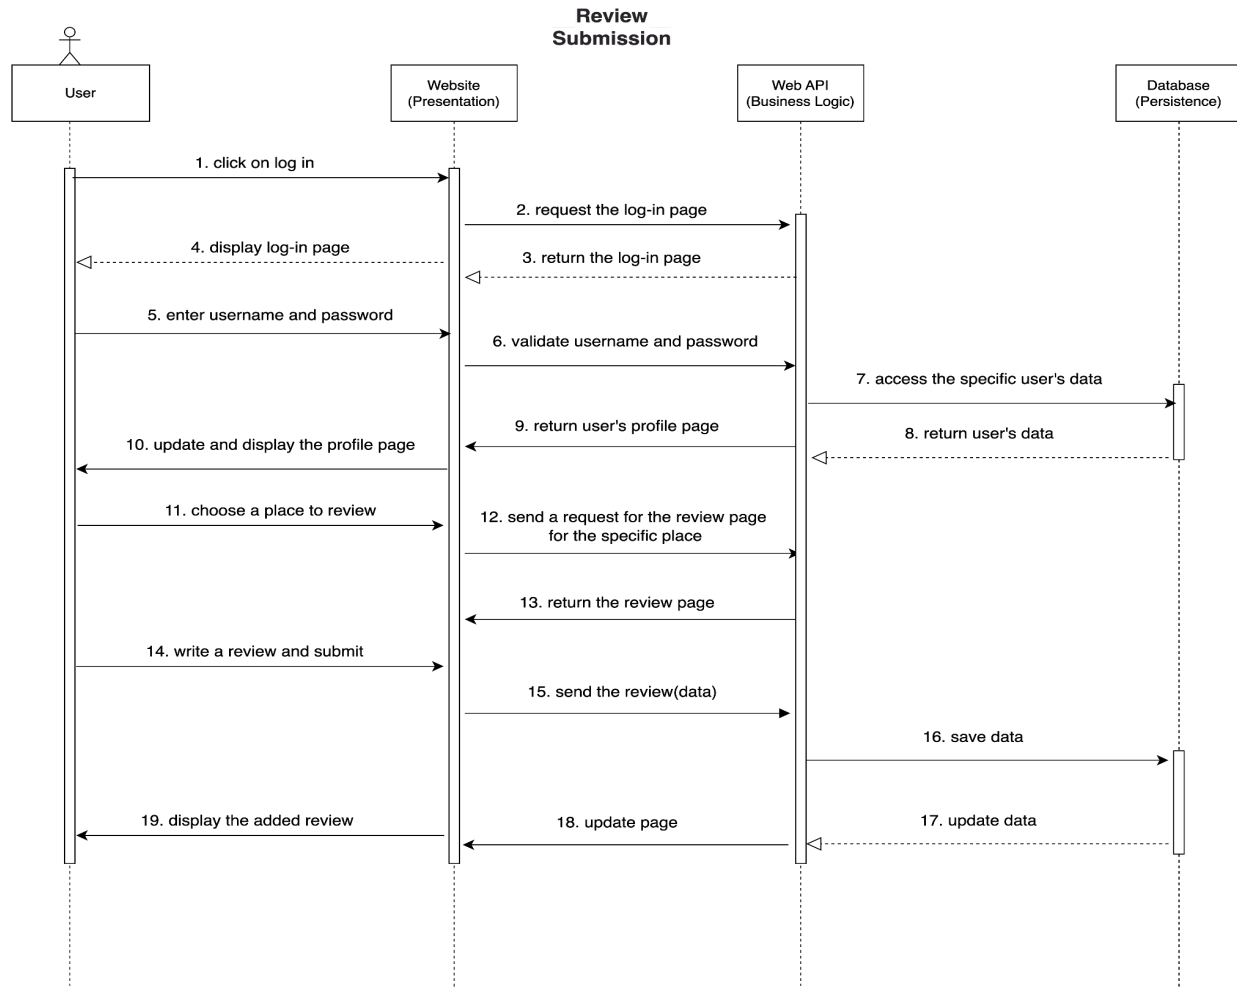 Review
Submission
User
Website
(Presentation)
Web API
(Business Logic)
Database
(Persistence)
1. click on log in
2. request the log-in page
4. display log-in page
3. return the log-in page
5. enter username and password
6. validate username and password
7. access the specific user's data
9. return user's profile page
8. return user's data
10. update and display the profile page
11. choose a place to review
12. send a request for the review page
for the specific place
13. return the review page
14. write a review and submit
15. send the review(data)
16. save data
19. display the added review
18. update page
17. update data